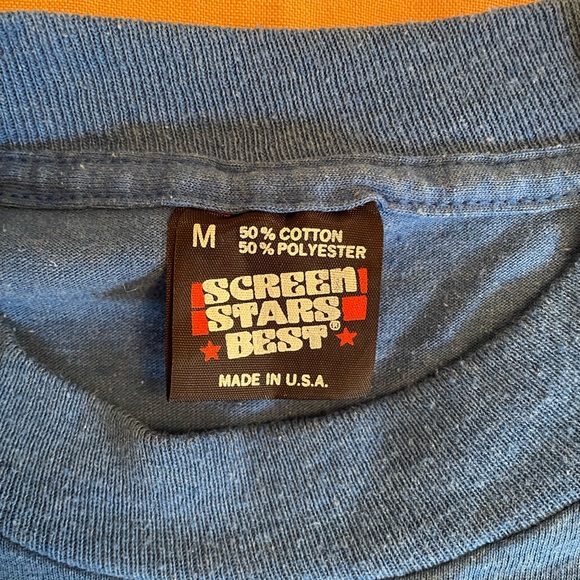 M 50% COTTON
50% POLYESTER
SCREEN
STARS
BEST®
MADE IN U.S.A.